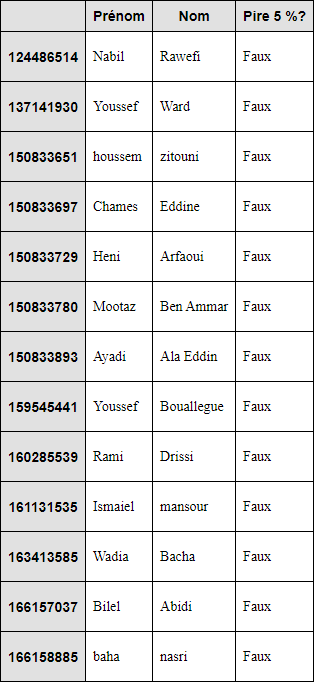 Prénom Nom Pire 5 %?
124486514 Nabil Rawefi Faux
137141930 Youssef Ward Faux
150833651 houssem zitouni Faux
150833697 Chames Eddine Faux
150833729 Heni Arfaoui Faux
150833780 Mootaz Ben Ammar Faux
150833893 Ayadi Ala Eddin Faux
159545441 Youssef Bouallegue Faux
160285539 Rami Drissi Faux
161131535 Ismaiel mansour Faux
163413585 Wadia Bacha Faux
166157037 Bilel Abidi Faux
166158885 baha nasri Faux